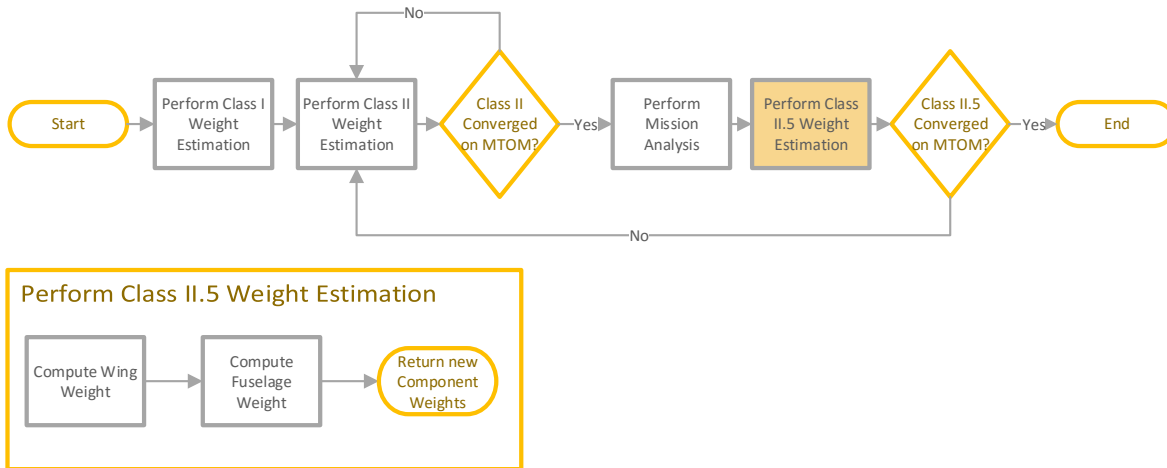 No
Start
Perform Class I
Weight
Estimation
Perform Class II
Weight
Estimation
Class II
Converged
on MTOM?
Yes
Perform
Mission
Analysis
Perform Class
II.5 Weight
Estimation
Class II.5
Converged
on MTOM?
Yes
End
No
Perform Class II.5 Weight Estimation
Compute Wing
Weight
Compute
Fuselage
Weight
Return new
Component
Weights